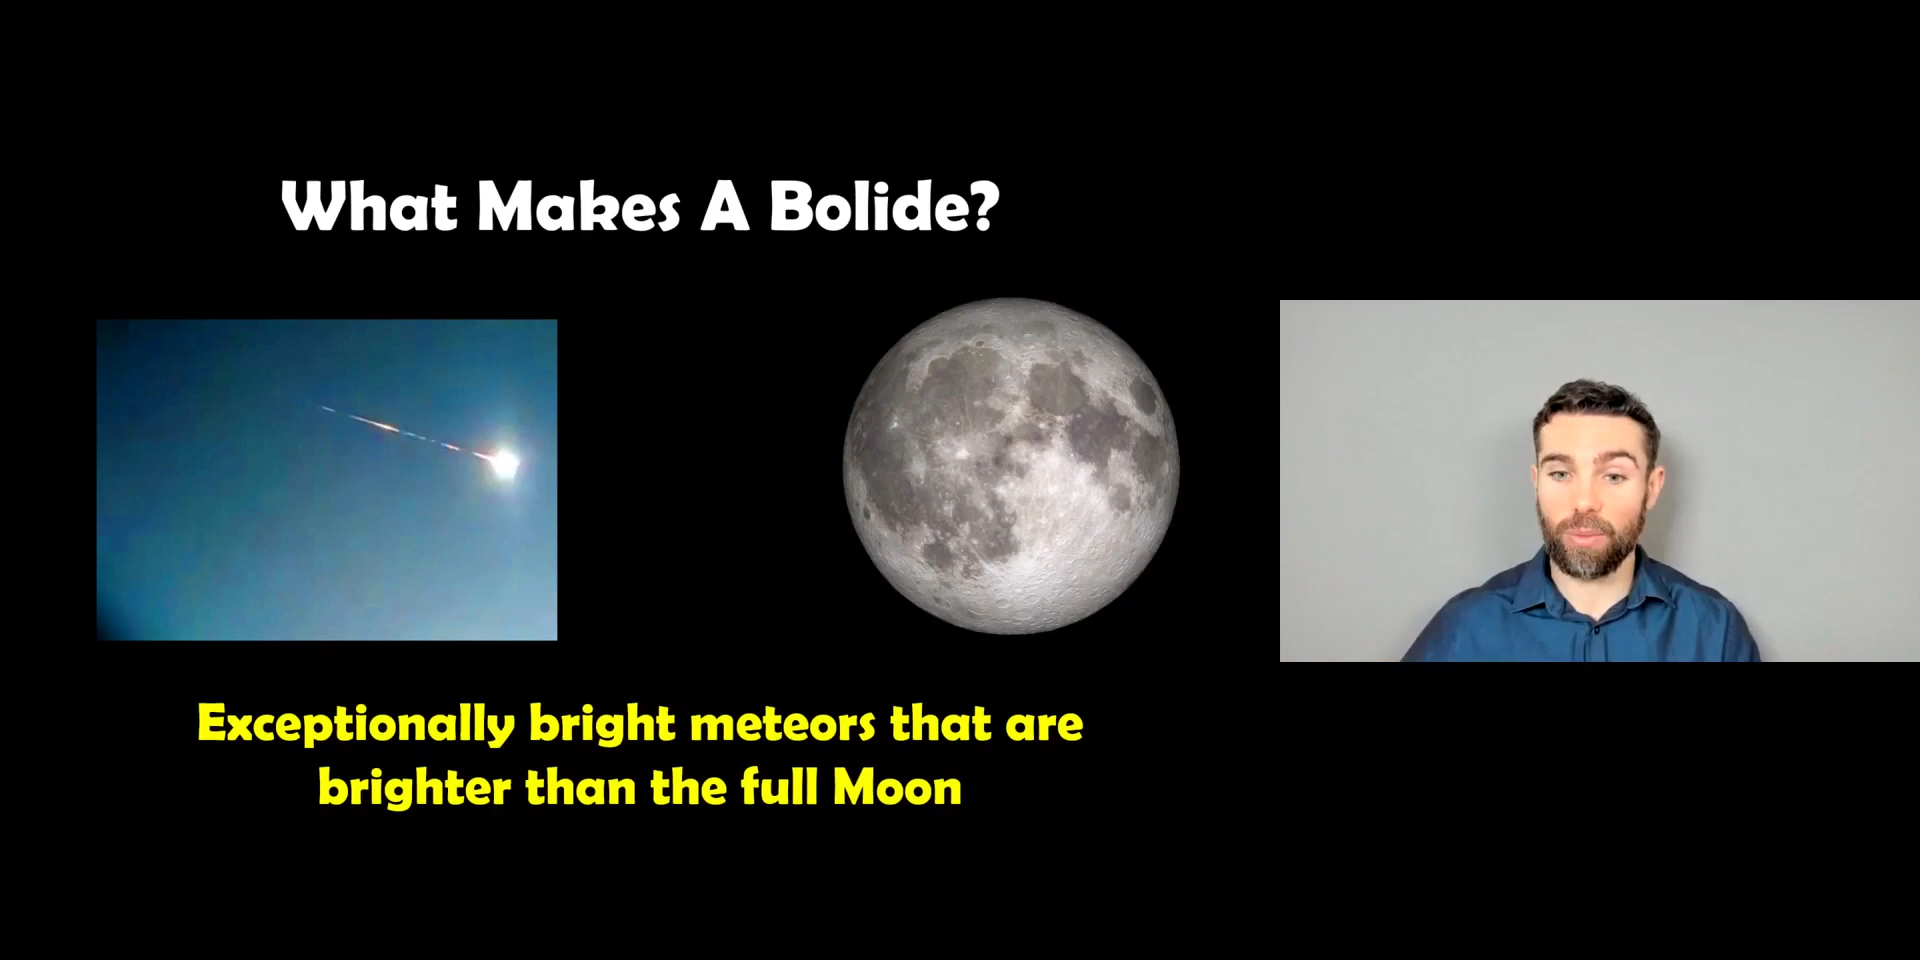 What Makes A Bolide?
Exceptionally bright meteors that are
brighter than the full Moon